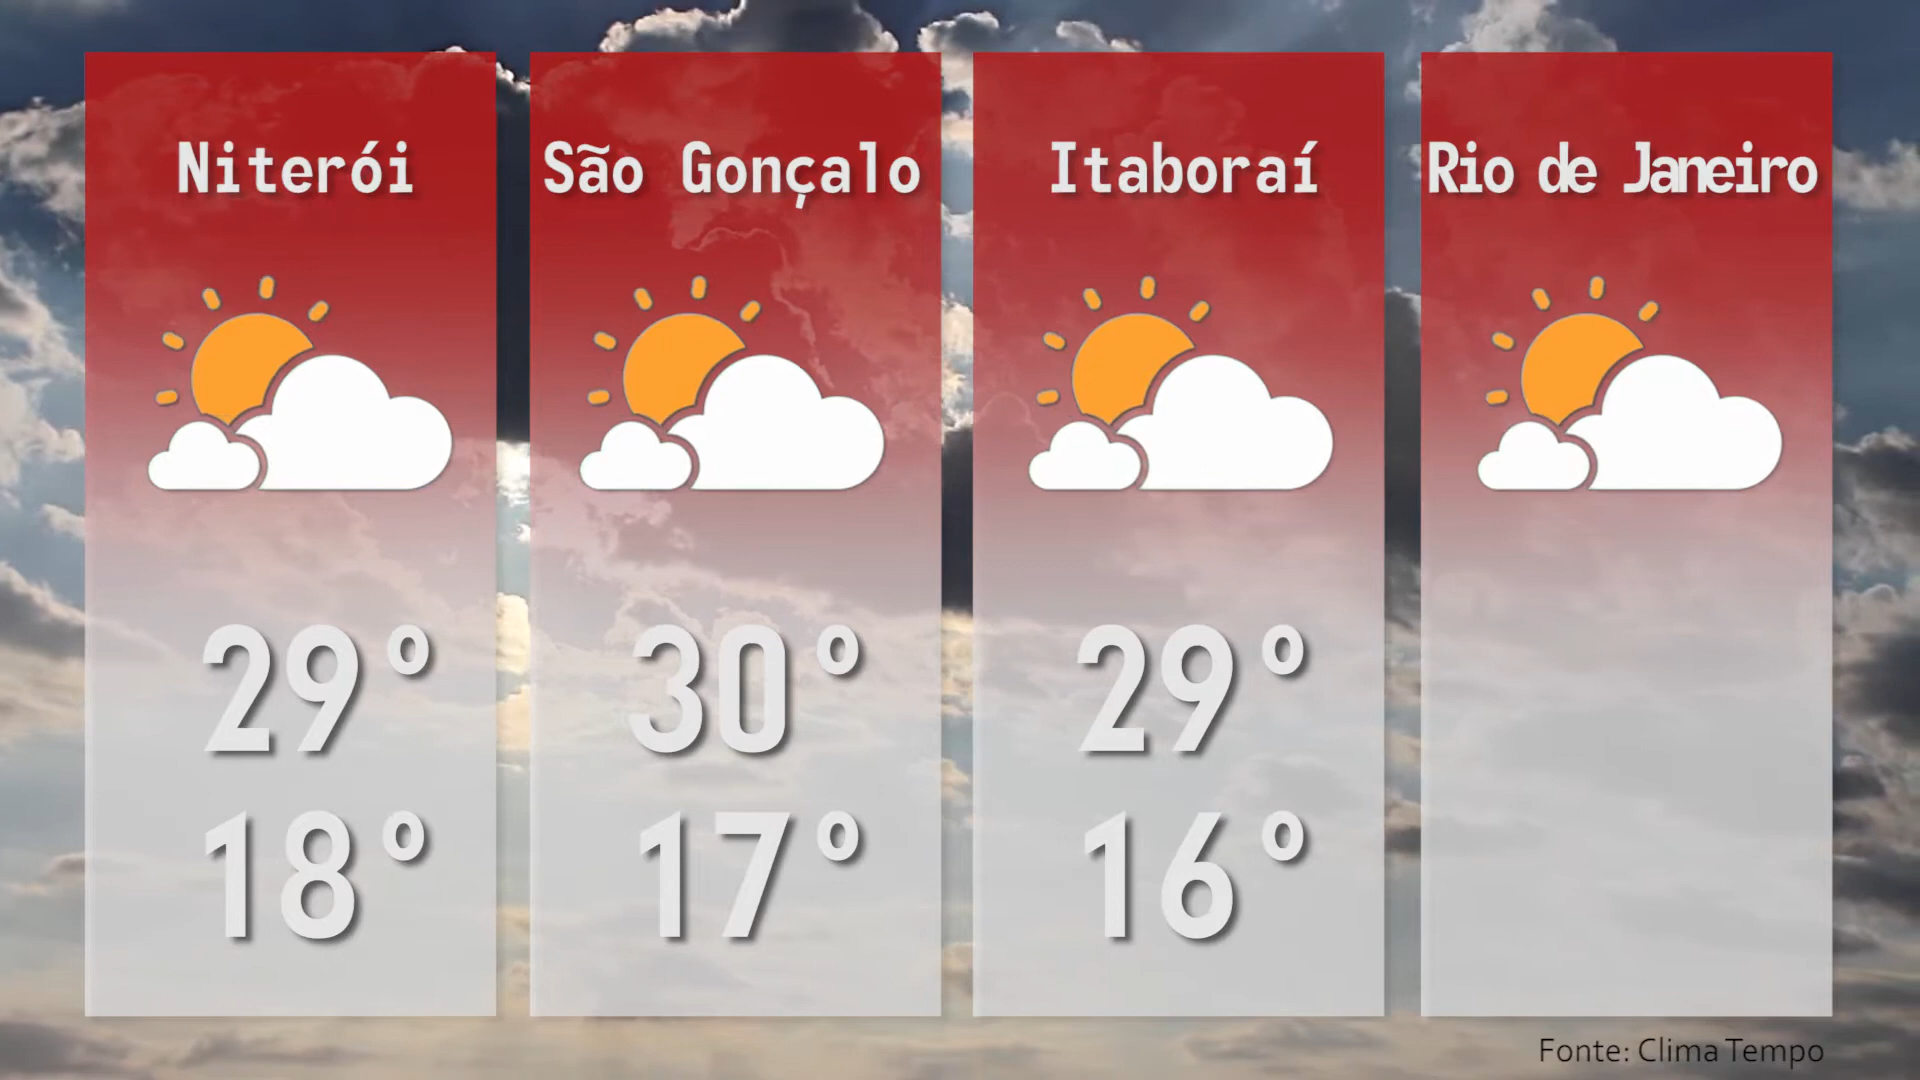 Niterói
29°
18°
São Gonçalo
30°
17°
Itaboraí
29°
16°
Rio de Janeiro
Fonte: Clima Tempo